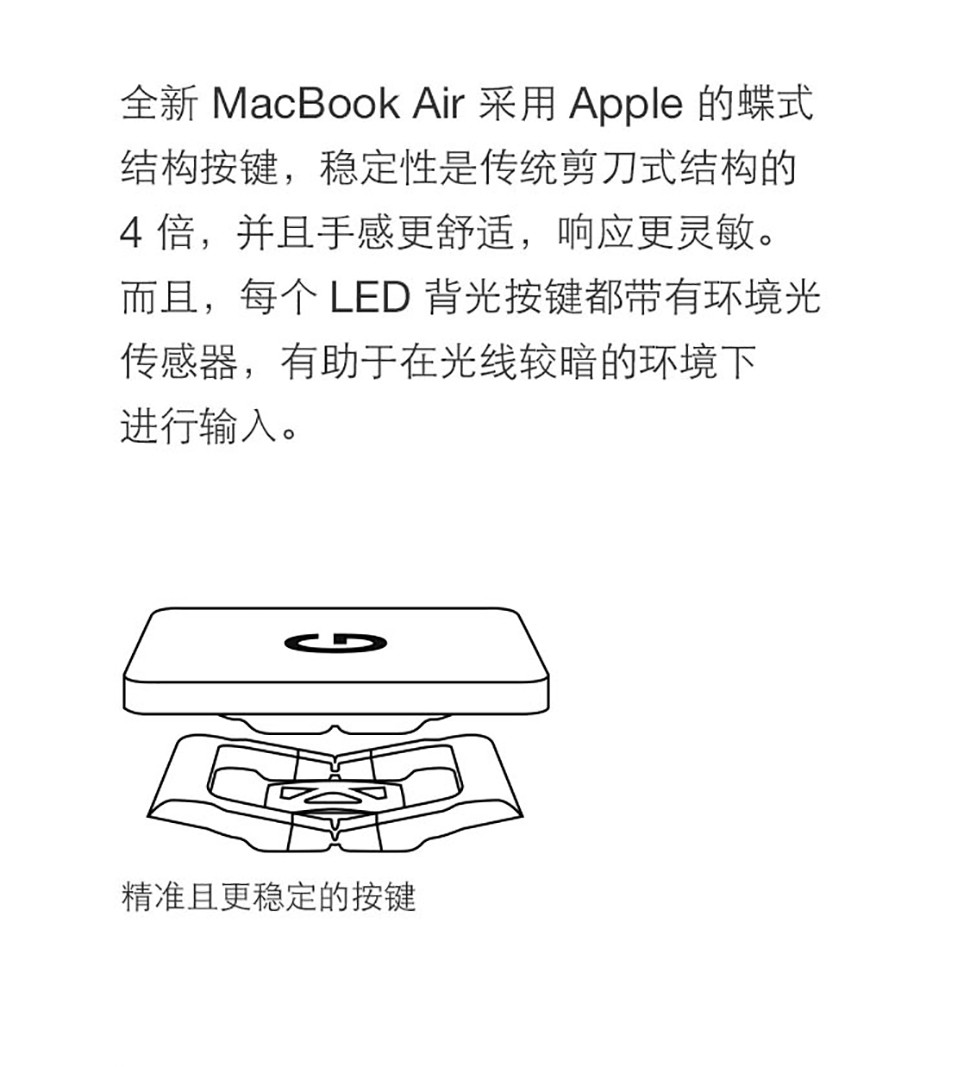 全新 MacBook Air 采用 Apple 的蝶式
结构按键，稳定性是传统剪刀式结构的
4 倍，并且手感更舒适，响应更灵敏。
而且，每个 LED 背光按键都带有环境光
传感器，有助于在光线较暗的环境下
进行输入。
G
精准且更稳定的按键